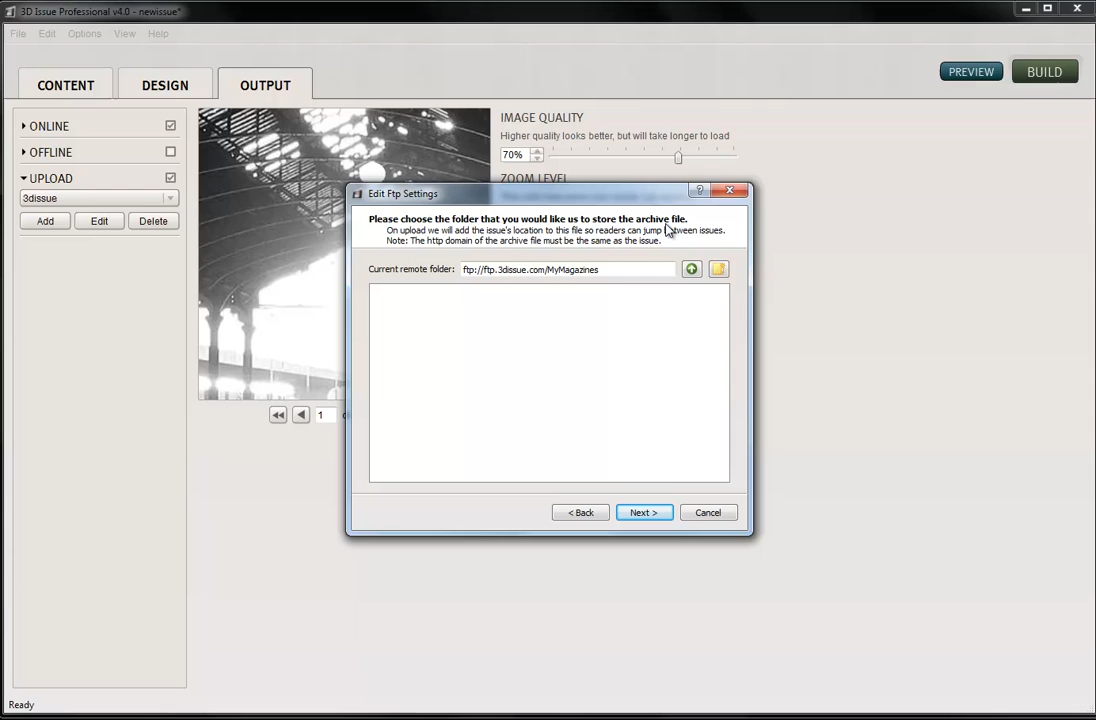 3D Issue Professional v4.0 - newissue*
File Edit Options View Help
CONTENT DESIGN OUTPUT
PREVIEW BUILD
ONLINE
OFFLINE
UPLOAD
3dissue
Add Edit Delete
IMAGE QUALITY
Higher quality looks better, but will take longer to load
70%
ZOOM LEVEL
Edit Ftp Settings
?
Please choose the folder that you would like us to store the archive file.
On upload we will add the issue's location to this file so readers can jump between issues.
Note: The http domain of the archive file must be the same as the issue.
Current remote folder: ftp://ftp.3dissue.com/MyMagazines
1
< Back Next > Cancel
Ready